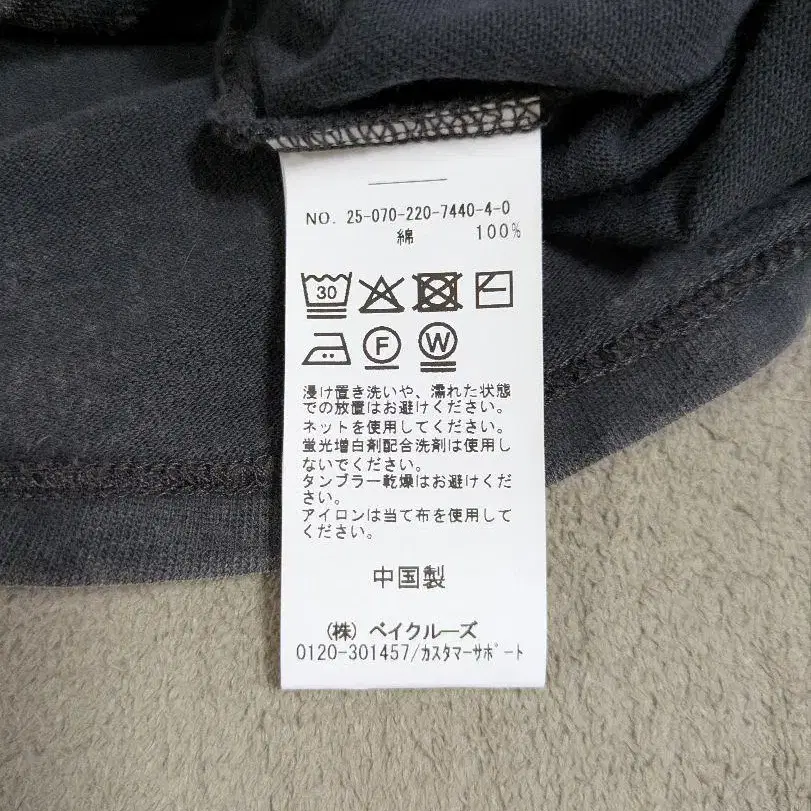 NO. 25-070-220-7440-4-0
綿 100%
30
F W
浸け置き洗いや、濡れた状態
での放置はお避けください。
ネットを使用してください。
蛍光増白剤配合洗剤は使用し
ないでください。
タンブラー乾燥はお避けくだ
さい。
アイロンは当て布を使用して
ください。
中国製
(株) ベイクルーズ
0120-301457/カスタマーサポート